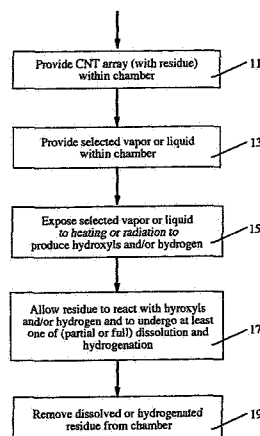 Provide CNT array (with residue)
within chamber
11
Provide selected vapor or liquid
within chamber
13
Expose selected vapor or liquid
to heating or radiation to
produce hydroxyls and/or hydrogen
15
Allow residue to react with hyroxyls
and/or hydrogen and to undergo at least
one of (partial or full) dissolution and
hydrogenation
17
Remove dissolved or hydrogenated
residue from chamber
19